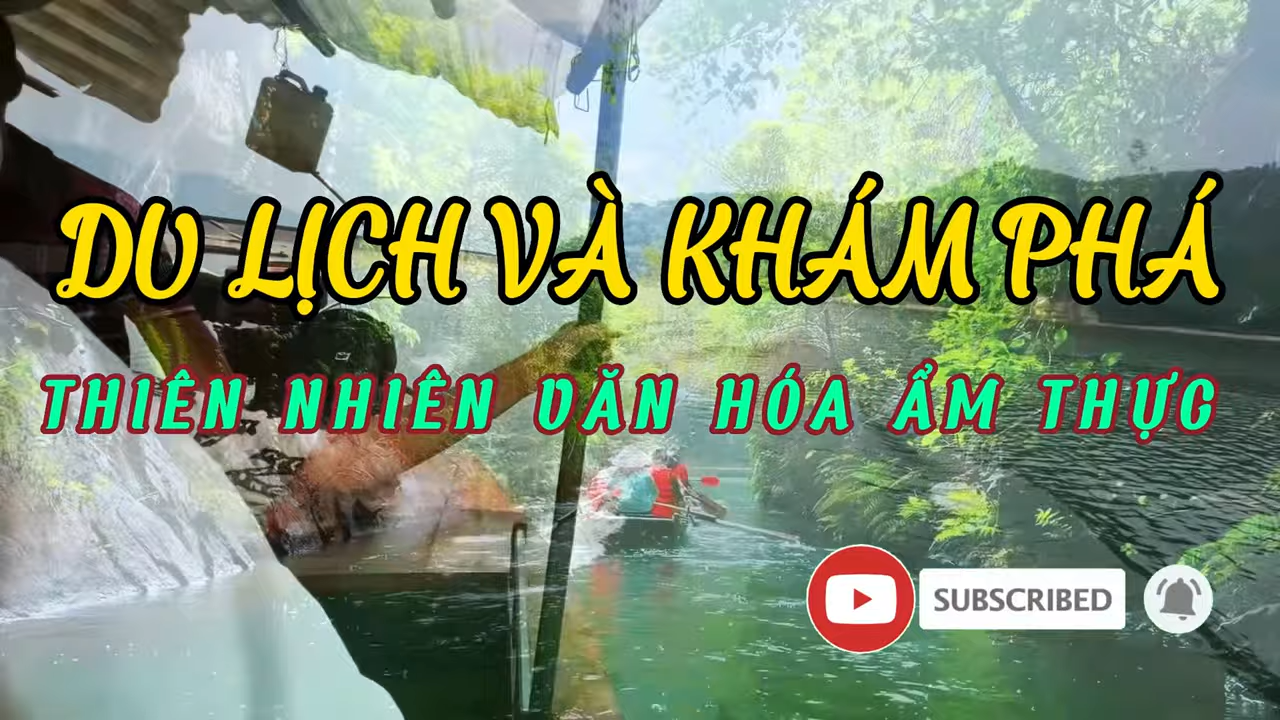 DU LỊCH VÀ KHÁM PHÁ
THIÊN NHIÊN VĂN HÓA ẨM THỰC
SUBSCRIBED